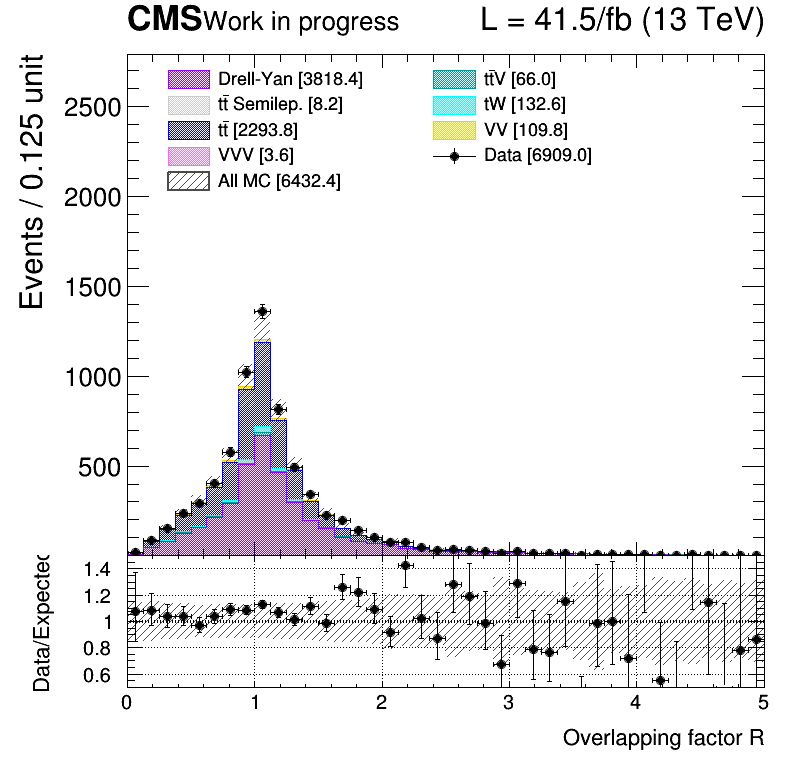 CMS Work in progress L = 41.5/fb (13 TeV)
Drell-Yan [3818.4]
tt̄ Semilep. [8.2]
tt̄ [2293.8]
VVV [3.6]
All MC [6432.4]
tt̄V [66.0]
tW [132.6]
VV [109.8]
Data [6909.0]
Events / 0.125 unit
2500
2000
1500
1000
500
Data/Expected
1.4
1.2
1
0.8
0.6
0 1 2 3 4 5
Overlapping factor R